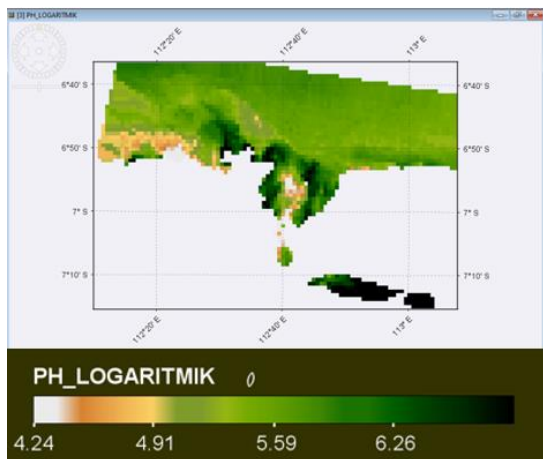 [3] PH_LOGARITMIK
112°20' E 112°40' E 113° E
6°40' S 6°40' S
6°50' S 6°50' S
7° S 7° S
7°10' S 7°10' S
112°20' E 112°40' E 113° E
PH_LOGARITMIK ()
4.24 4.91 5.59 6.26